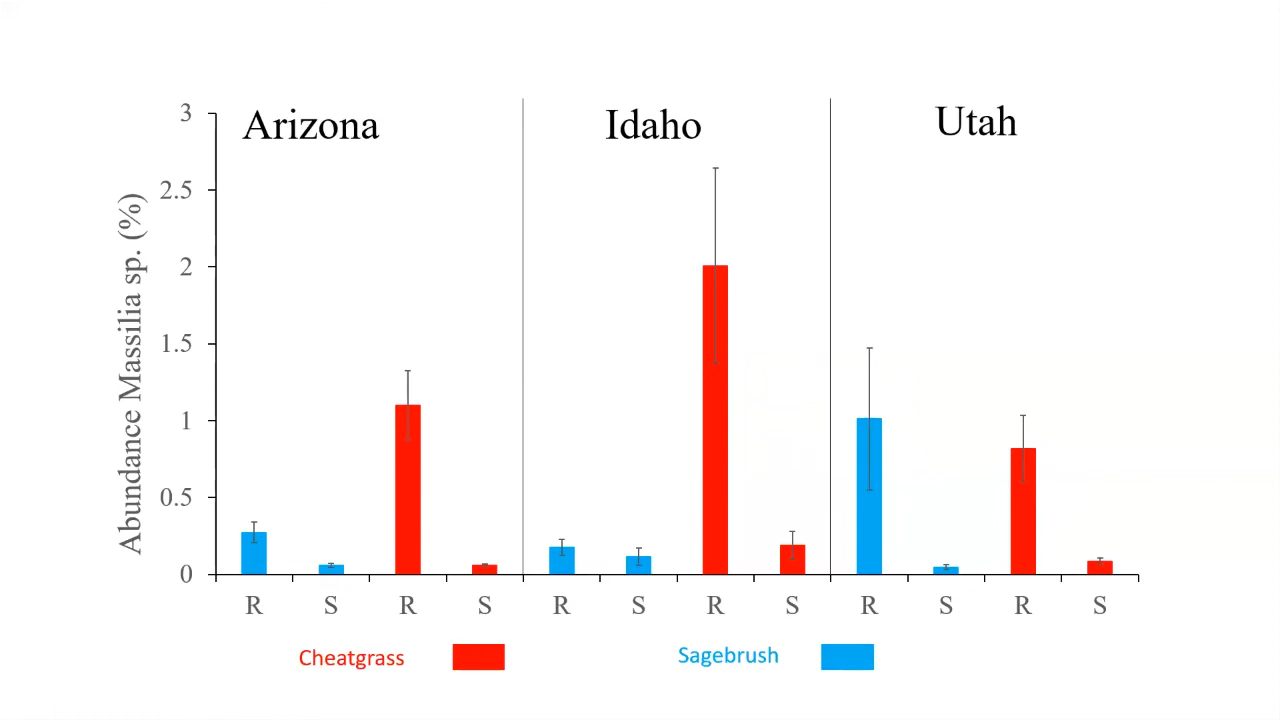 Arizona
Idaho
Utah
Abundance Massilia sp. (%)
3
2.5
2
1.5
1
0.5
0
R S R S R S R S R S R S
Cheatgrass
Sagebrush